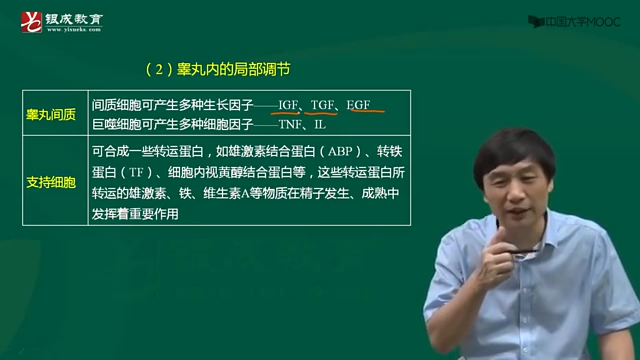 银成教育
www.yixueks.com
中国大学MOOC
（2）睾丸内的局部调节
睾丸间质
间质细胞可产生多种生长因子——IGF、TGF、EGF
巨噬细胞可产生多种细胞因子——TNF、IL
支持细胞
可合成一些转运蛋白，如雄激素结合蛋白（ABP）、转铁
蛋白（TF）、细胞内视黄醇结合蛋白等，这些转运蛋白所
转运的雄激素、铁、维生素A等物质在精子发生、成熟中
发挥着重要作用